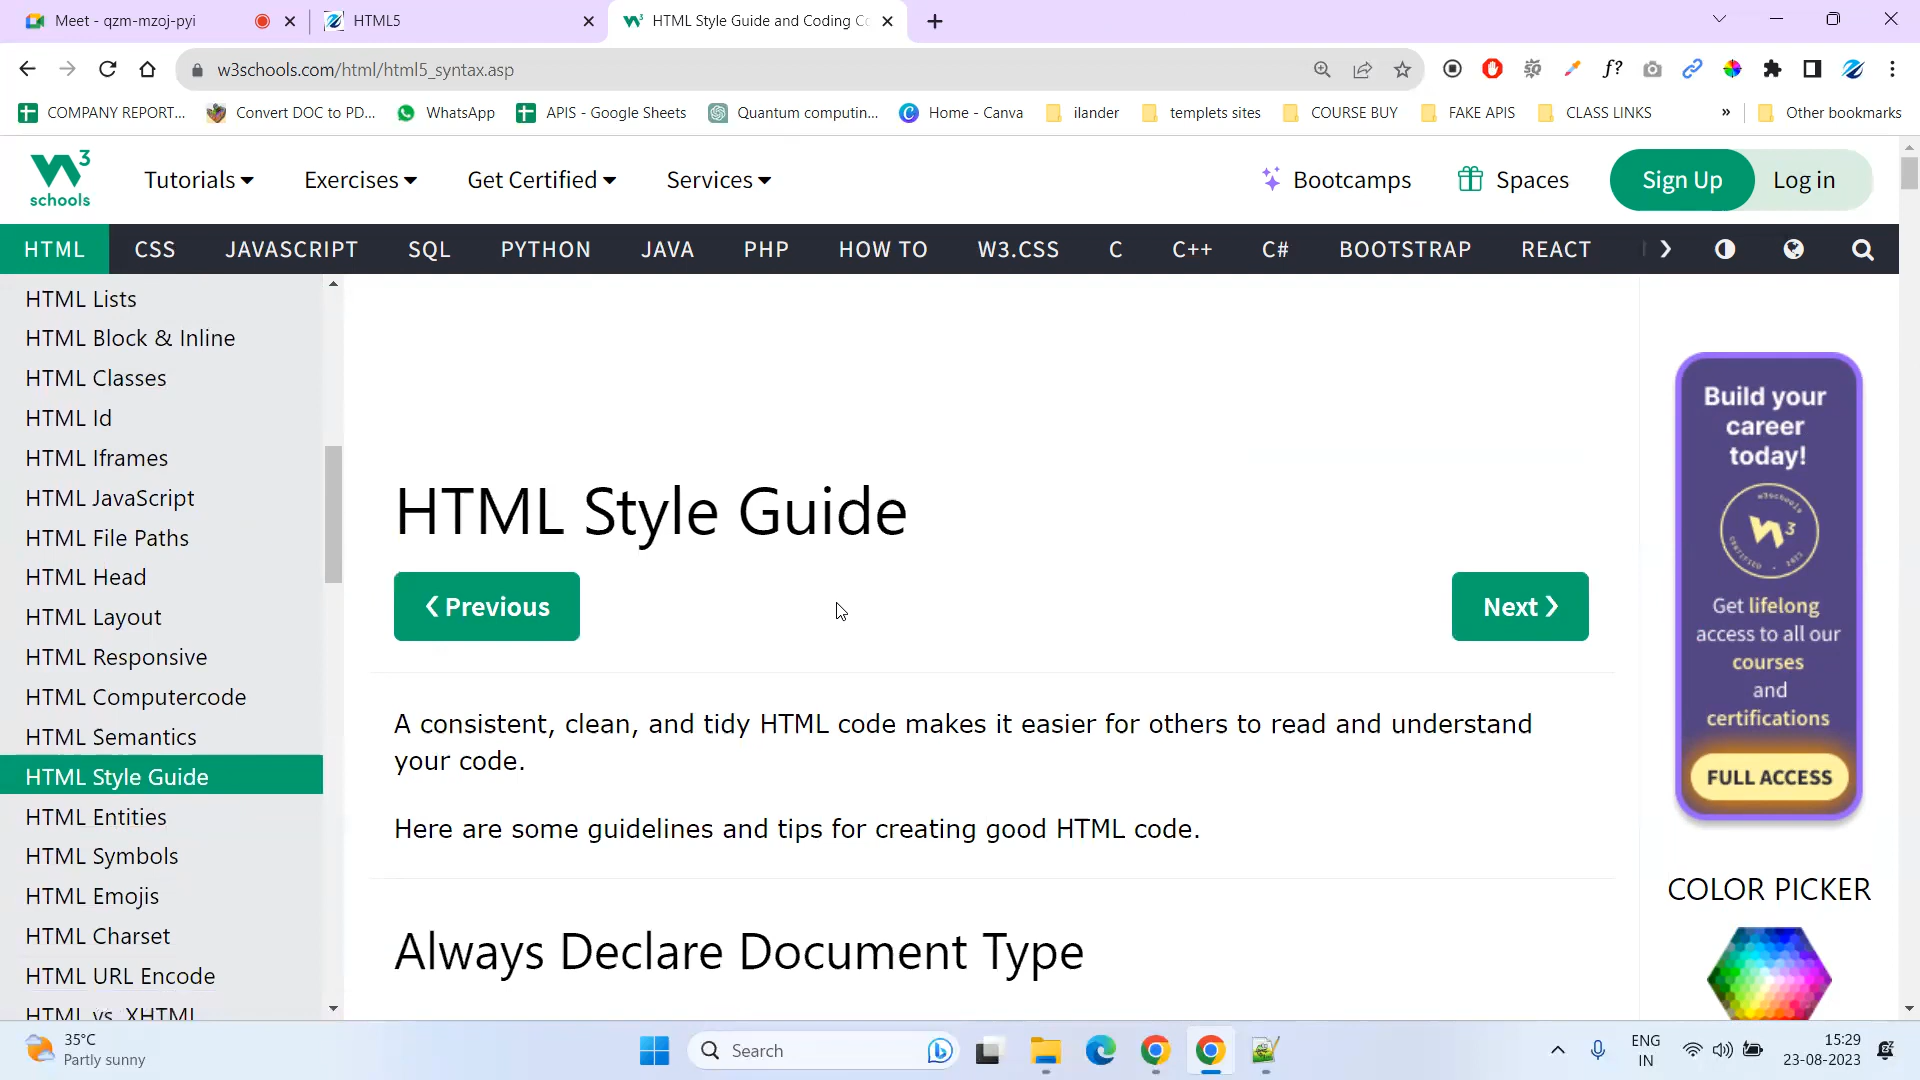 Meet - qzm-mzoj-pyi
HTML5
HTML Style Guide and Coding Co
w3schools.com/html/html5_syntax.asp
COMPANY REPORT...
Convert DOC to PD...
WhatsApp
APIS - Google Sheets
Quantum computin...
Home - Canva
ilander
templets sites
COURSE BUY
FAKE APIS
CLASS LINKS
»
Other bookmarks
W3 schools
Tutorials
Exercises
Get Certified
Services
Bootcamps
Spaces
Sign Up
Log in
HTML
CSS
JAVASCRIPT
SQL
PYTHON
JAVA
PHP
HOW TO
W3.CSS
C
C++
C#
BOOTSTRAP
REACT
HTML Lists
HTML Block & Inline
HTML Classes
HTML Id
HTML Iframes
HTML JavaScript
HTML File Paths
HTML Head
HTML Layout
HTML Responsive
HTML Computercode
HTML Semantics
HTML Style Guide
HTML Entities
HTML Symbols
HTML Emojis
HTML Charset
HTML URL Encode
HTML vs. XHTML
HTML Style Guide
❮ Previous
Next ❯
A consistent, clean, and tidy HTML code makes it easier for others to read and understand
your code.
Here are some guidelines and tips for creating good HTML code.
Always Declare Document Type
Build your
career
today!
Get lifelong
access to all our
courses
and
certifications
FULL ACCESS
COLOR PICKER
35°C
Partly sunny
Search
ENG
IN
15:29
23-08-2023